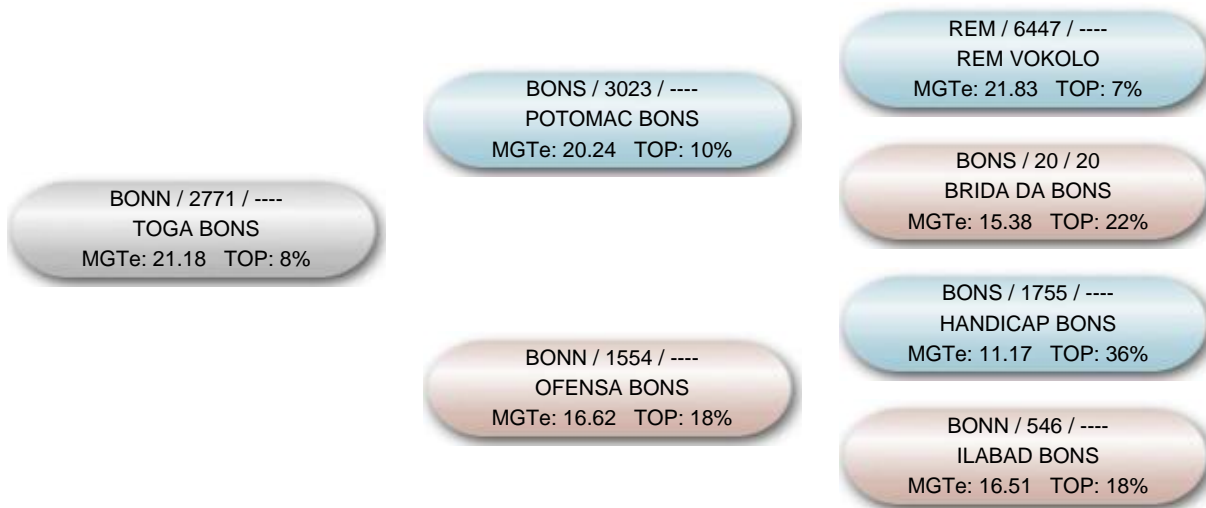 BONN / 2771 / ----
TOGA BONS
MGTe: 21.18 TOP: 8%
BONS / 3023 / ----
POTOMAC BONS
MGTe: 20.24 TOP: 10%
BONN / 1554 / ----
OFENSA BONS
MGTe: 16.62 TOP: 18%
REM / 6447 / ----
REM VOKOLO
MGTe: 21.83 TOP: 7%
BONS / 20 / 20
BRIDA DA BONS
MGTe: 15.38 TOP: 22%
BONS / 1755 / ----
HANDICAP BONS
MGTe: 11.17 TOP: 36%
BONN / 546 / ----
ILABAD BONS
MGTe: 16.51 TOP: 18%